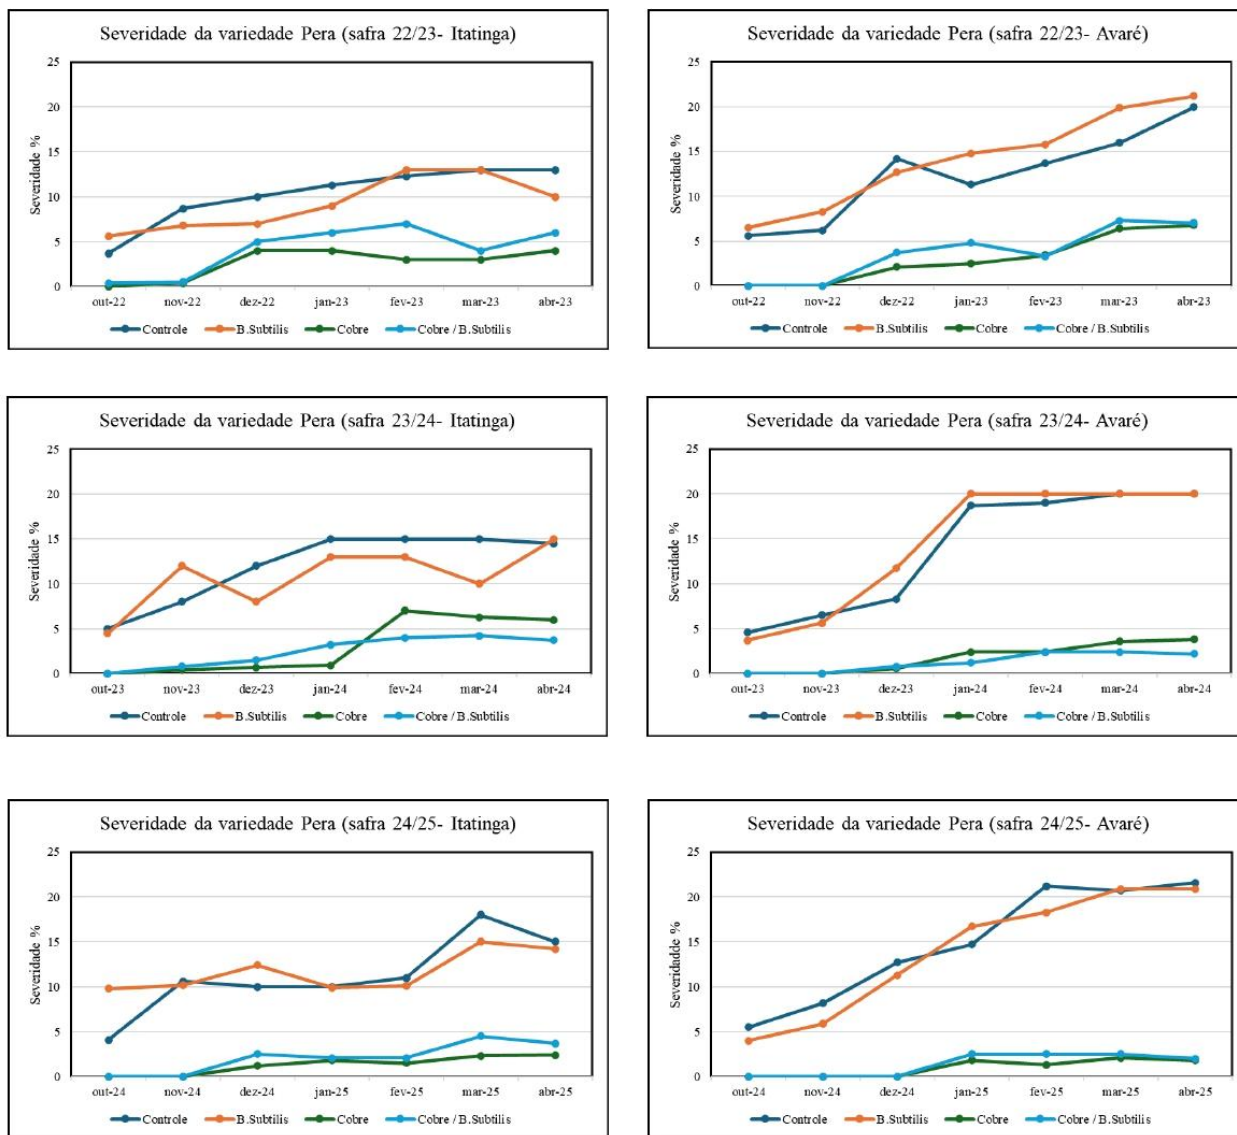 Severidade da variedade Pera (safra 22/23- Itatinga)
Severidade %
25
20
15
10
5
0
out-22 nov-22 dez-22 jan-23 fev-23 mar-23 abr-23
Controle B.Subtilis Cobre Cobre / B.Subtilis
Severidade da variedade Pera (safra 22/23- Avaré)
Severidade %
25
20
15
10
5
0
out-22 nov-22 dez-22 jan-23 fev-23 mar-23 abr-23
Controle B.Subtilis Cobre Cobre / B.Subtilis
Severidade da variedade Pera (safra 23/24- Itatinga)
Severidade %
25
20
15
10
5
0
out-23 nov-23 dez-23 jan-24 fev-24 mar-24 abr-24
Controle B.Subtilis Cobre Cobre / B.Subtilis
Severidade da variedade Pera (safra 23/24- Avaré)
Severidade %
25
20
15
10
5
0
out-23 nov-23 dez-23 jan-24 fev-24 mar-24 abr-24
Controle B.Subtilis Cobre Cobre / B.Subtilis
Severidade da variedade Pera (safra 24/25- Itatinga)
Severidade %
25
20
15
10
5
0
out-24 nov-24 dez-24 jan-25 fev-25 mar-25 abr-25
Controle B.Subtilis Cobre Cobre / B.Subtilis
Severidade da variedade Pera (safra 24/25- Avaré)
Severidadde %
25
20
15
10
5
0
out-24 nov-24 dez-24 jan-25 fev-25 mar-25 abr-25
Controle B.Subtilis Cobre Cobre / B.Subtilis